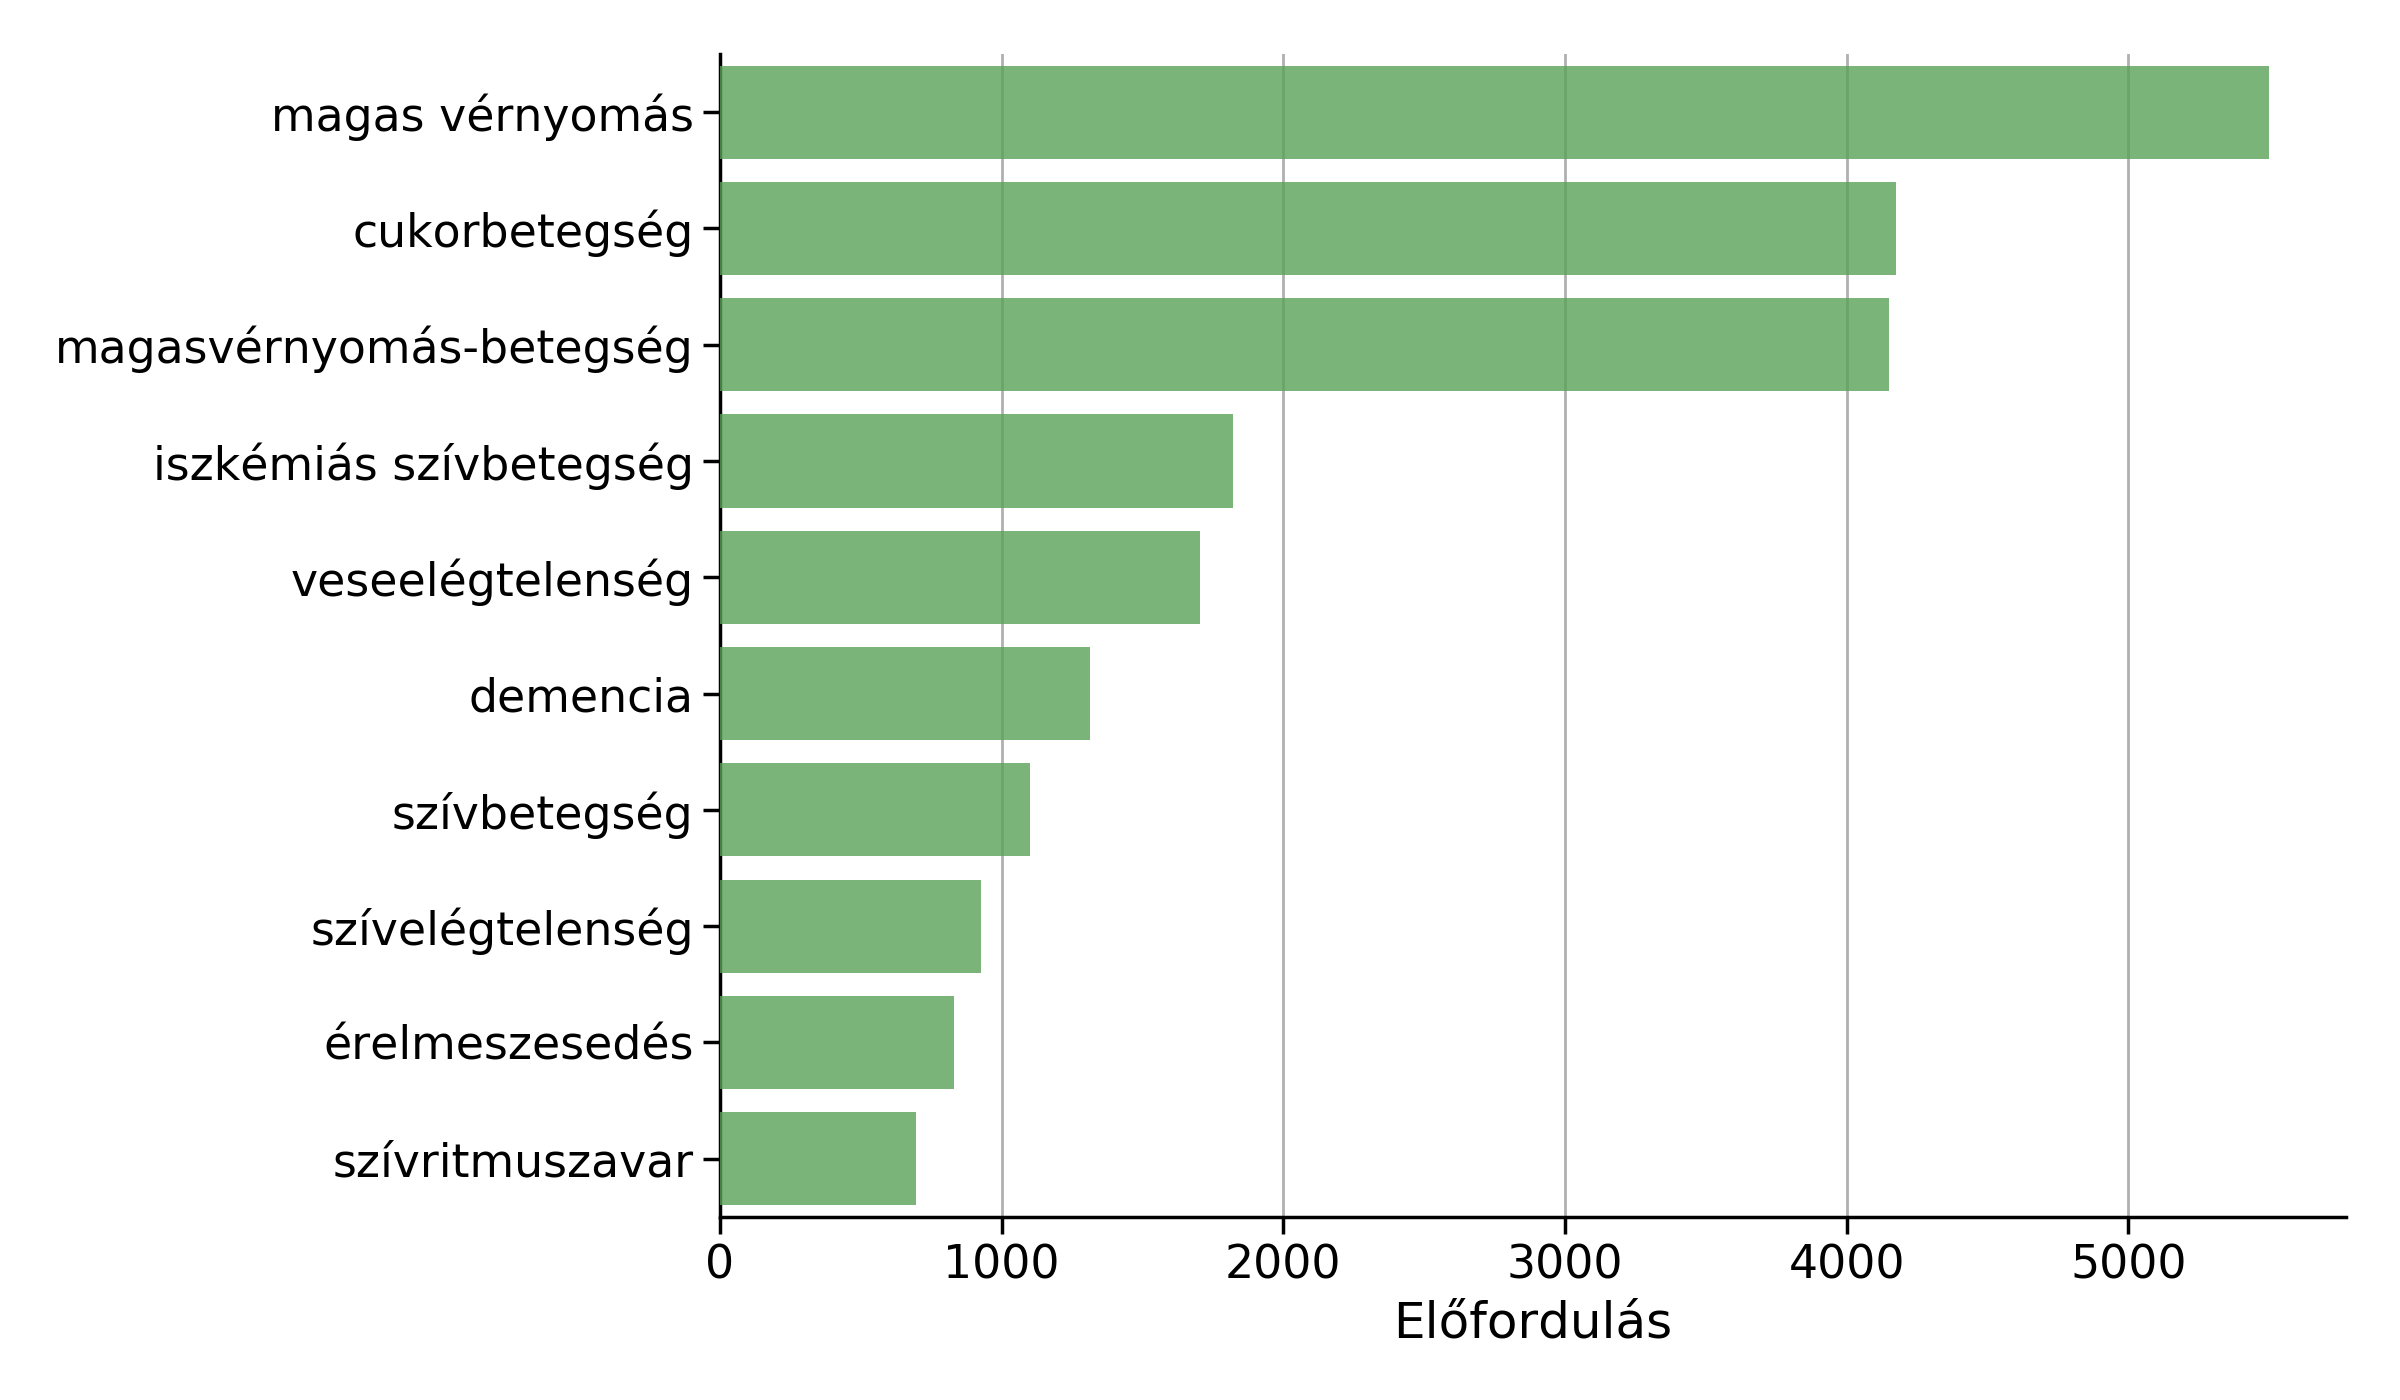 magas vérnyomás
cukorbetegség
magasvérnyomás-betegség
iszkémiás szívbetegség
veseelégtelenség
demencia
szívbetegség
szívelégtelenség
érelmeszesedés
szívritmuszavar
0 1000 2000 3000 4000 5000
Előfordulás